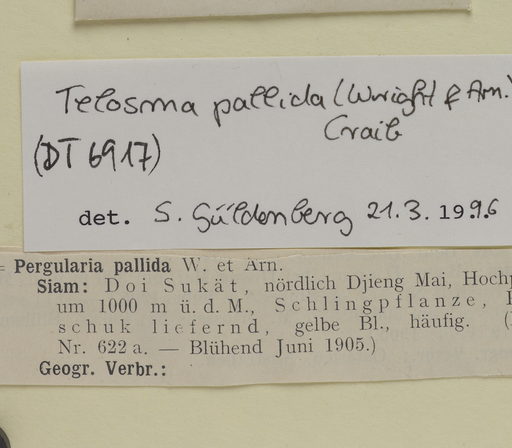 Telosma pallida (Wright & Arn.)
Craib
(DT 6917)
det. S. Güldenberg 21.3.1996
= Pergularia pallida W. et Arn.
Siam: Doi Sukät, nördlich Djieng Mai, Hochp
um 1000 m ü. d. M., Schlingpflanze,
schuk liefernd, gelbe Bl., häufig. (
Nr. 622 a. — Blühend Juni 1905.)
Geogr. Verbr.: